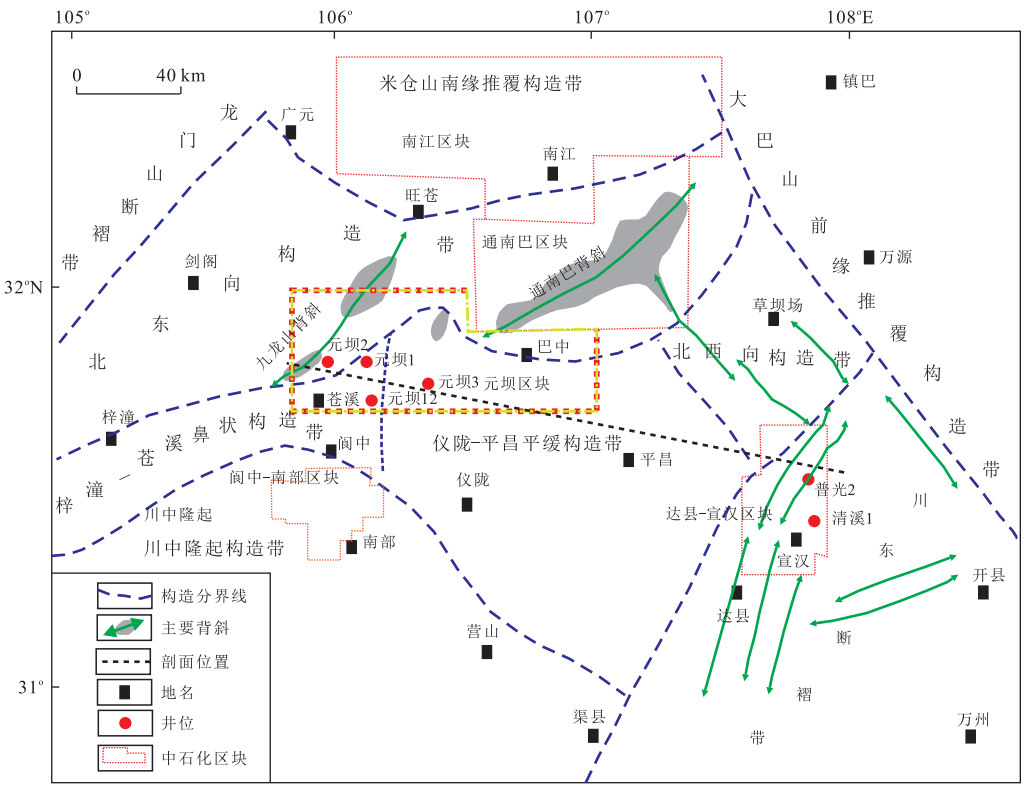 105° 106° 107° 108°E
0 40 km
米仓山南缘推覆构造带
龙门山断褶带
广元
南江区块
南江
旺苍
大巴山前缘推覆构造带
镇巴
万源
通南巴区块
通南巴背斜
剑阁
梓潼
梓潼—苍溪鼻状构造带
北东向构造带
32°N
九龙山背斜
元坝2
元坝1
元坝3
元坝区块
元坝12
苍溪
巴中
草坝场
北西向构造带
阆中
仪陇–平昌平缓构造带
平昌
仪陇
阆中–南部区块
川中隆起
川中隆起构造带
南部
普光2
达县–宣汉区块
清溪1
宣汉
达县
川东断褶带
开县
营山
31°
渠县
万州
构造分界线
主要背斜
剖面位置
地名
井位
中石化区块